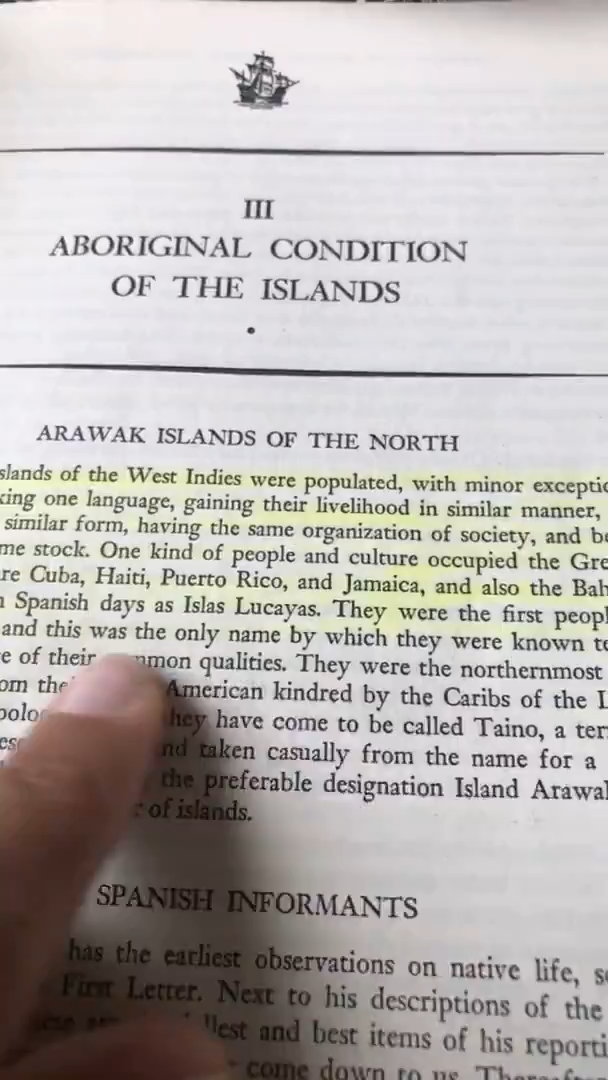 III
ABORIGINAL CONDITION
OF THE ISLANDS
ARAWAK ISLANDS OF THE NORTH
slands of the West Indies were populated, with minor exceptio
king one language, gaining their livelihood in similar manner,
similar form, having the same organization of society, and be
me stock. One kind of people and culture occupied the Gre
re Cuba, Haiti, Puerto Rico, and Jamaica, and also the Bah
n Spanish days as Islas Lucayas. They were the first peopl
and this was the only name by which they were known to
e of their common qualities. They were the northernmost
om the American kindred by the Caribs of the L
polo hey have come to be called Taino, a ter
es nd taken casually from the name for a
the preferable designation Island Arawa
of islands.
SPANISH INFORMANTS
has the earliest observations on native life, s
First Letter. Next to his descriptions of the
llest and best items of his reporti
come down to us.